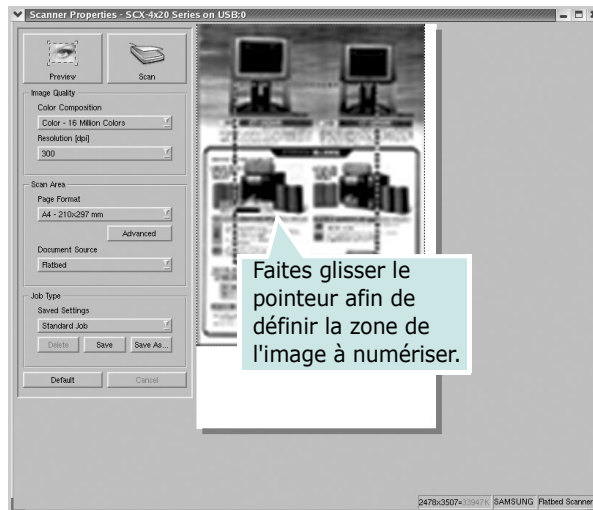 Scanner Properties - SCX-4x20 Series on USB:0
Preview
Scan
Image Quality
Color Composition
Color - 16 Million Colors
Resolution [dpi]
300
Scan Area
Page Format
A4 - 210x297 mm
Advanced
Document Source
Flatbed
Job Type
Saved Settings
Standard Job
Delete
Save
Save As...
Default
Cancel
Faites glisser le
pointeur afin de
définir la zone de
l'image à numériser.
2478x3507=33947K
SAMSUNG
Flatbed Scanner